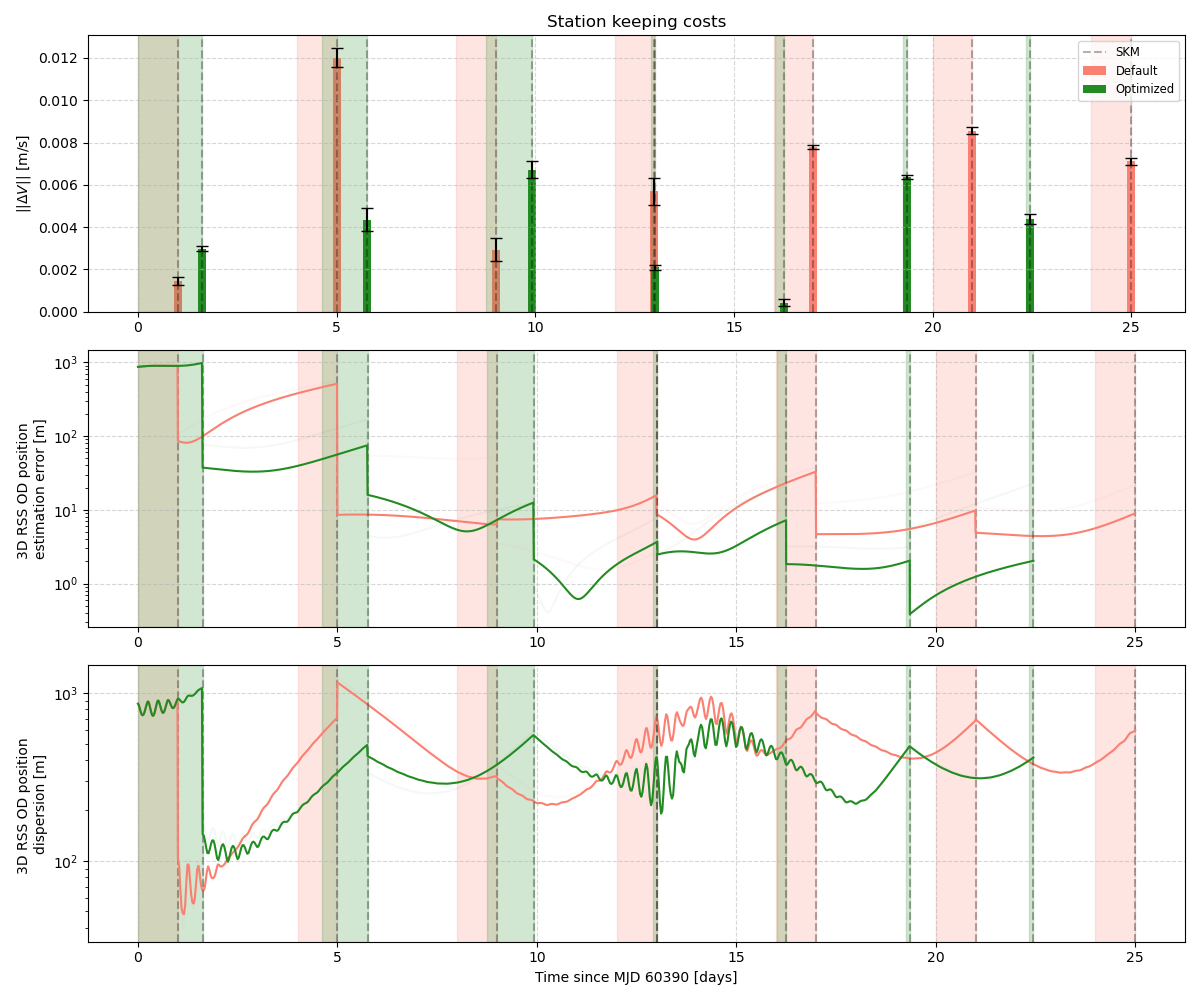 Station keeping costs
||ΔV|| [m/s]
0.012
0.010
0.008
0.006
0.004
0.002
0.000
0 5 10 15 20 25
SKM
Default
Optimized
3D RSS OD position
estimation error [m]
10³
10²
10¹
10⁰
0 5 10 15 20 25
3D RSS OD position
dispersion [m]
10³
10²
0 5 10 15 20 25
Time since MJD 60390 [days]